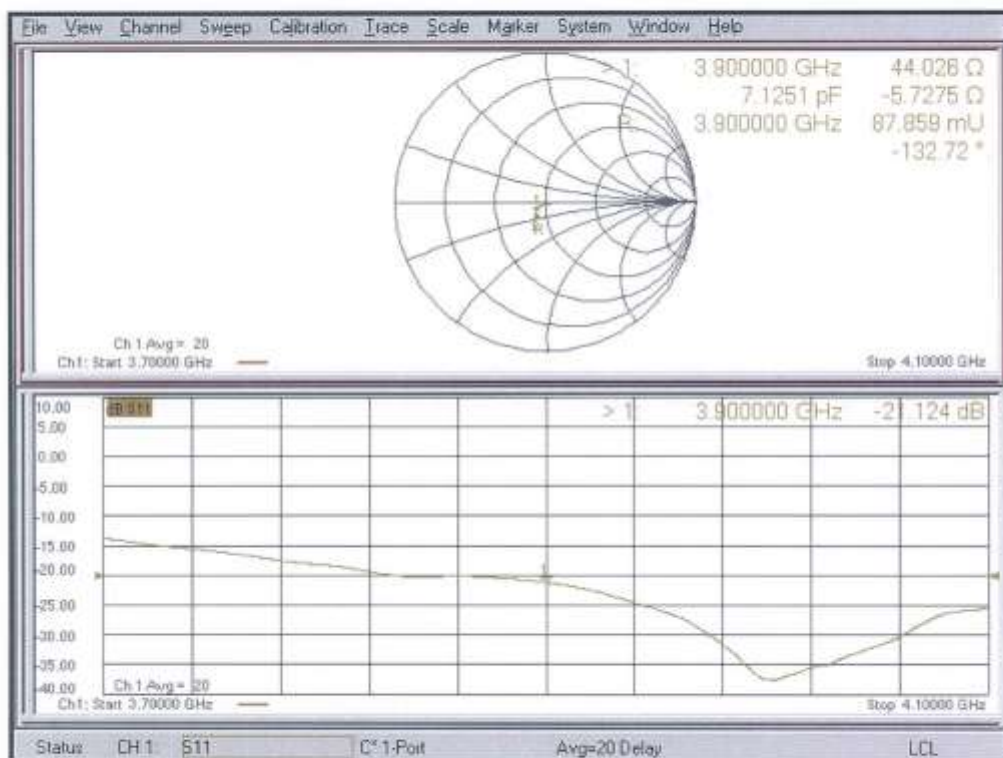 File View Channel Sweep Calibration Trace Scale Marker System Window Help
> 1: 3.900000 GHz 44.026 Ω
7.1251 pF -5.7275 Ω
3.900000 GHz 87.859 mU
-132.72 °
Ch 1 Avg = 20
Ch1: Start 3.70000 GHz
Stop 4.10000 GHz
10.00
dB S11
> 1: 3.900000 GHz -21.124 dB
5.00
0.00
-5.00
-10.00
-15.00
-20.00
-25.00
-30.00
-35.00
-40.00
1
Ch 1 Avg = 20
Ch1: Start 3.70000 GHz
Stop 4.10000 GHz
Status CH 1: S11 C* 1-Port Avg=20 Delay LCL